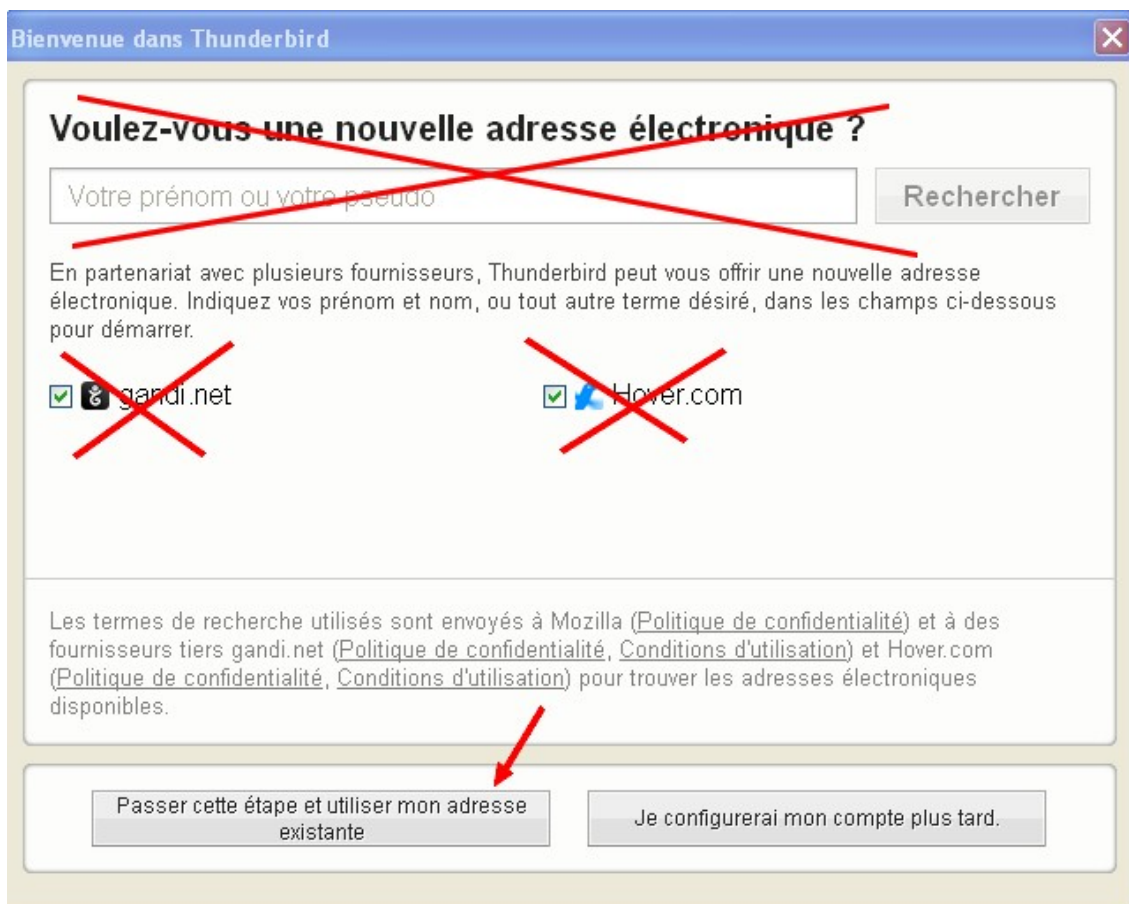 Bienvenue dans Thunderbird
Voulez-vous une nouvelle adresse électronique ?
Votre prénom ou votre pseudo
Rechercher
En partenariat avec plusieurs fournisseurs, Thunderbird peut vous offrir une nouvelle adresse
électronique. Indiquez vos prénom et nom, ou tout autre terme désiré, dans les champs ci-dessous
pour démarrer.
gandi.net
Hover.com
Les termes de recherche utilisés sont envoyés à Mozilla (Politique de confidentialité) et à des
fournisseurs tiers gandi.net (Politique de confidentialité, Conditions d'utilisation) et Hover.com
(Politique de confidentialité, Conditions d'utilisation) pour trouver les adresses électroniques
disponibles.
Passer cette étape et utiliser mon adresse
existante
Je configurerai mon compte plus tard.